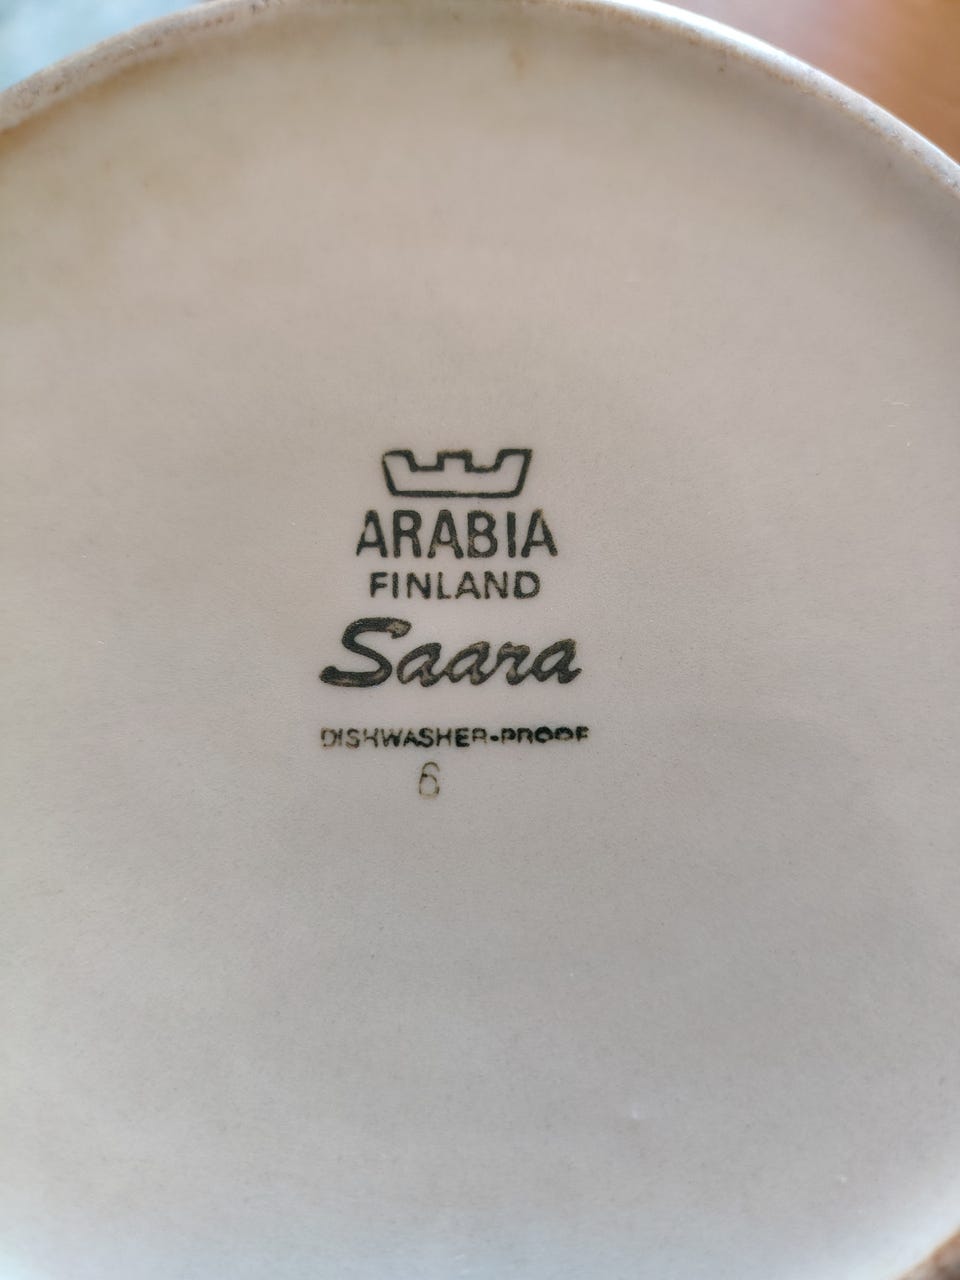 ARABIA
FINLAND
Saara
DISHWASHER-PROOF
6